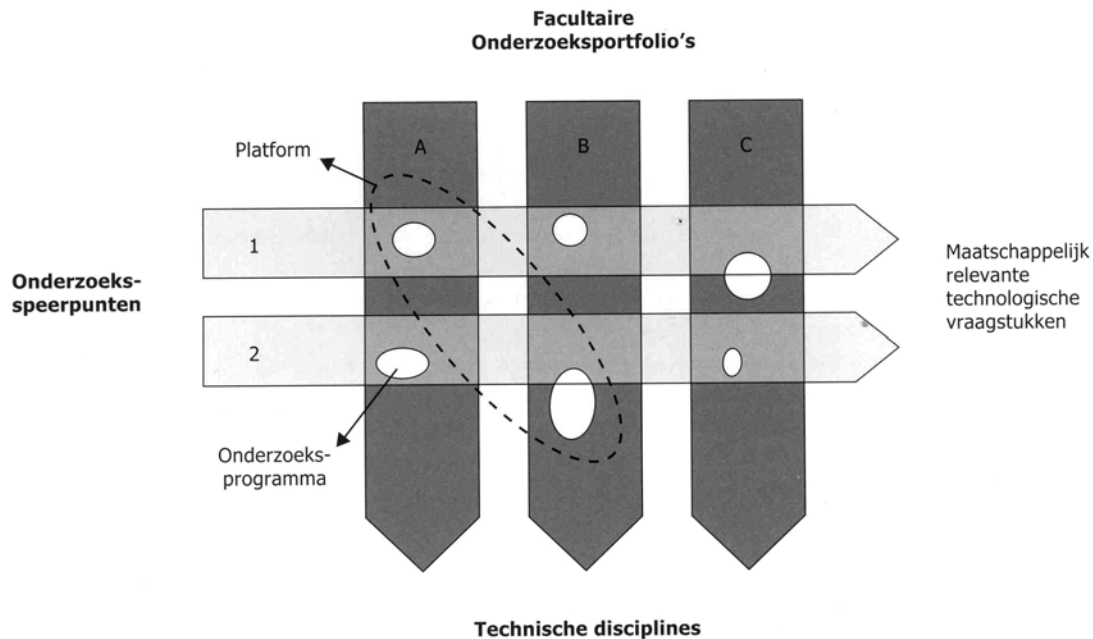 Facultaire
Onderzoeksportfolio's
Platform
A
B
C
1
Onderzoeks-
speerpunten
Maatschappelijk
relevante
technologische
vraagstukken
2
Onderzoeks-
programma
Technische disciplines